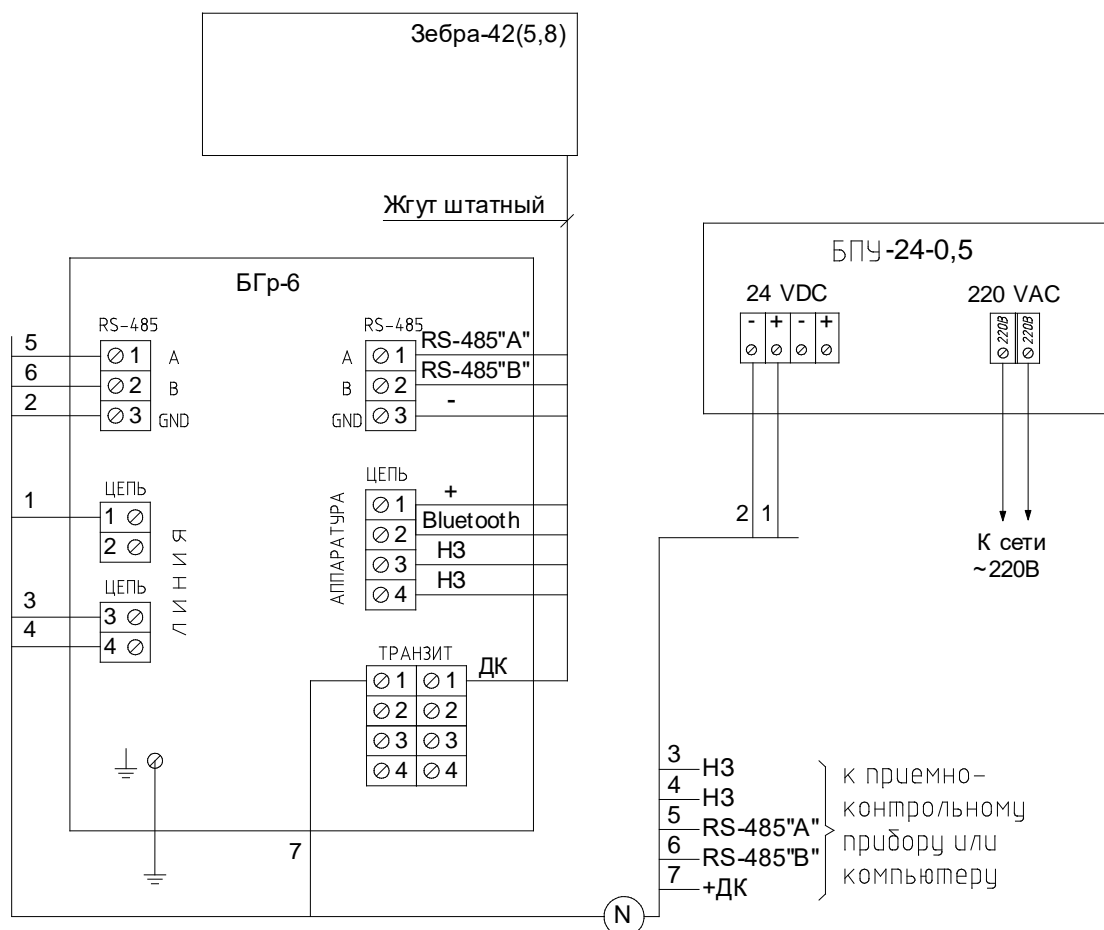 Зебра-42(5,8)
Жгут штатный
БГр-6
RS-485
5
1
A
6
2
B
2
3
GND
RS-485
A
1
RS-485"A"
B
2
RS-485"B"
GND
3
-
ЦЕПЬ
1
1
2
ЦЕПЬ
3
3
4
4
ЛИНИЯ
ЦЕПЬ
АППАРАТУРА
1
+
2
Bluetooth
3
НЗ
4
НЗ
ТРАНЗИТ
1
1
ДК
2
2
3
3
4
4
7
БПУ-24-0,5
24 VDC
- + - +
220 VAC
220В
220В
2
1
К сети
~220В
3
НЗ
4
НЗ
5
RS-485"A"
6
RS-485"B"
7
+ДК
к приемно-
контрольному
прибору или
компьютеру
N